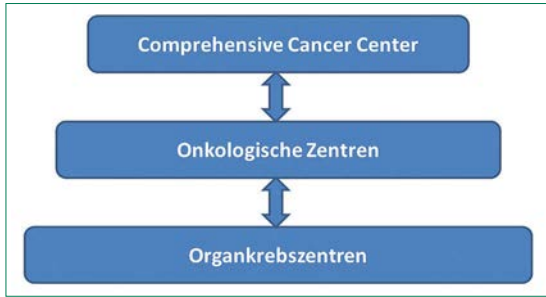 Comprehensive Cancer Center
Onkologische Zentren
Organkrebszentren